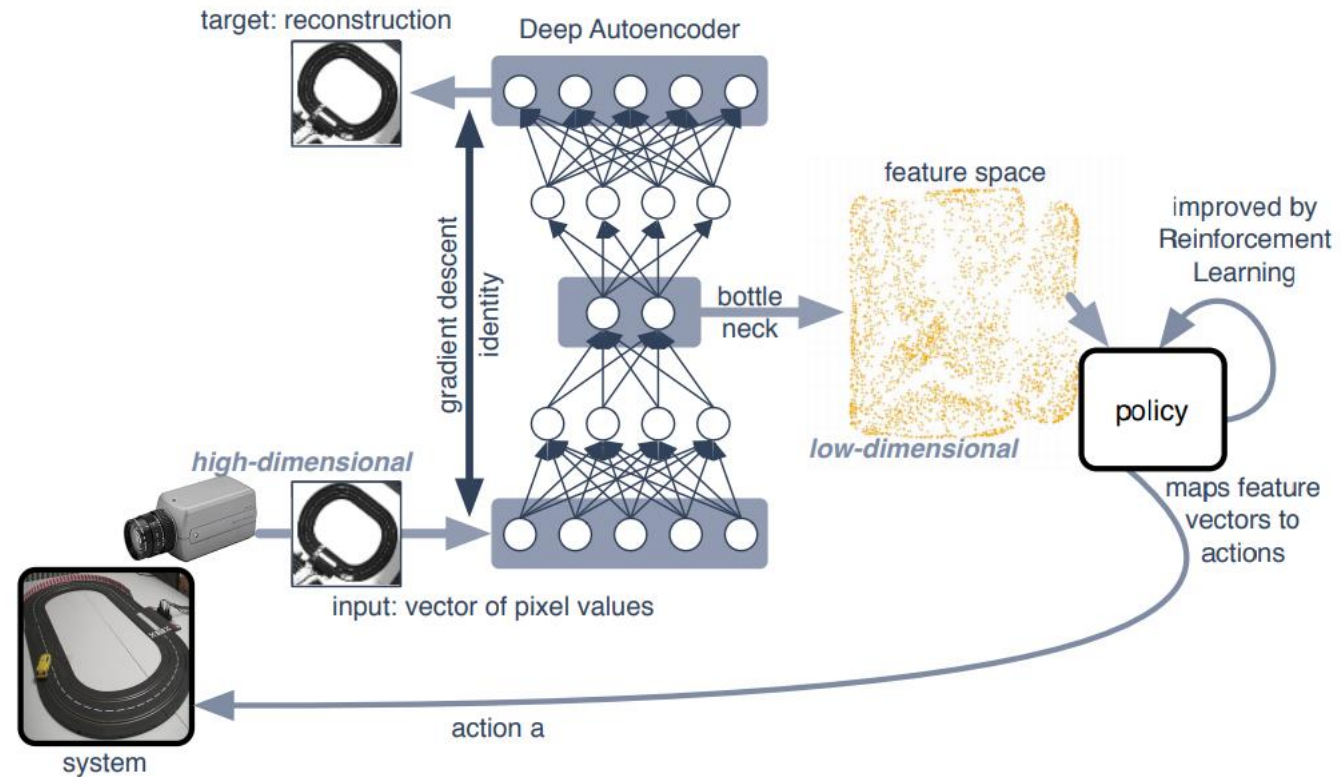 target: reconstruction
Deep Autoencoder
gradient descent
identity
bottle
neck
feature space
low-dimensional
improved by
Reinforcement
Learning
policy
maps feature
vectors to
actions
high-dimensional
input: vector of pixel values
action a
system